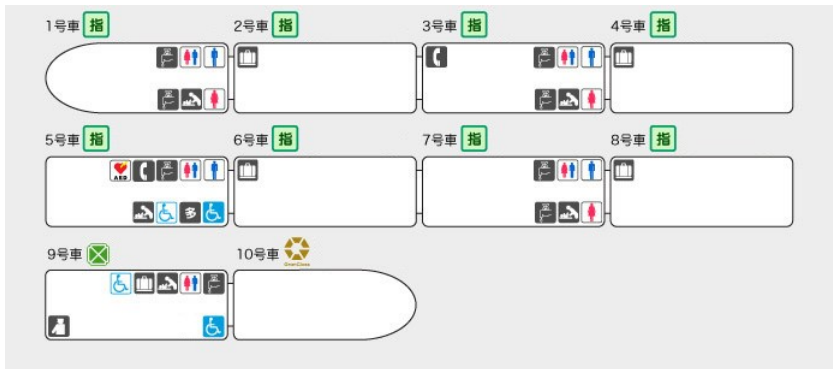 1号車 指 2号車 指 3号車 指 4号車 指
5号車 指 6号車 指 7号車 指 8号車 指
AED
多
9号車 10号車
GranClass